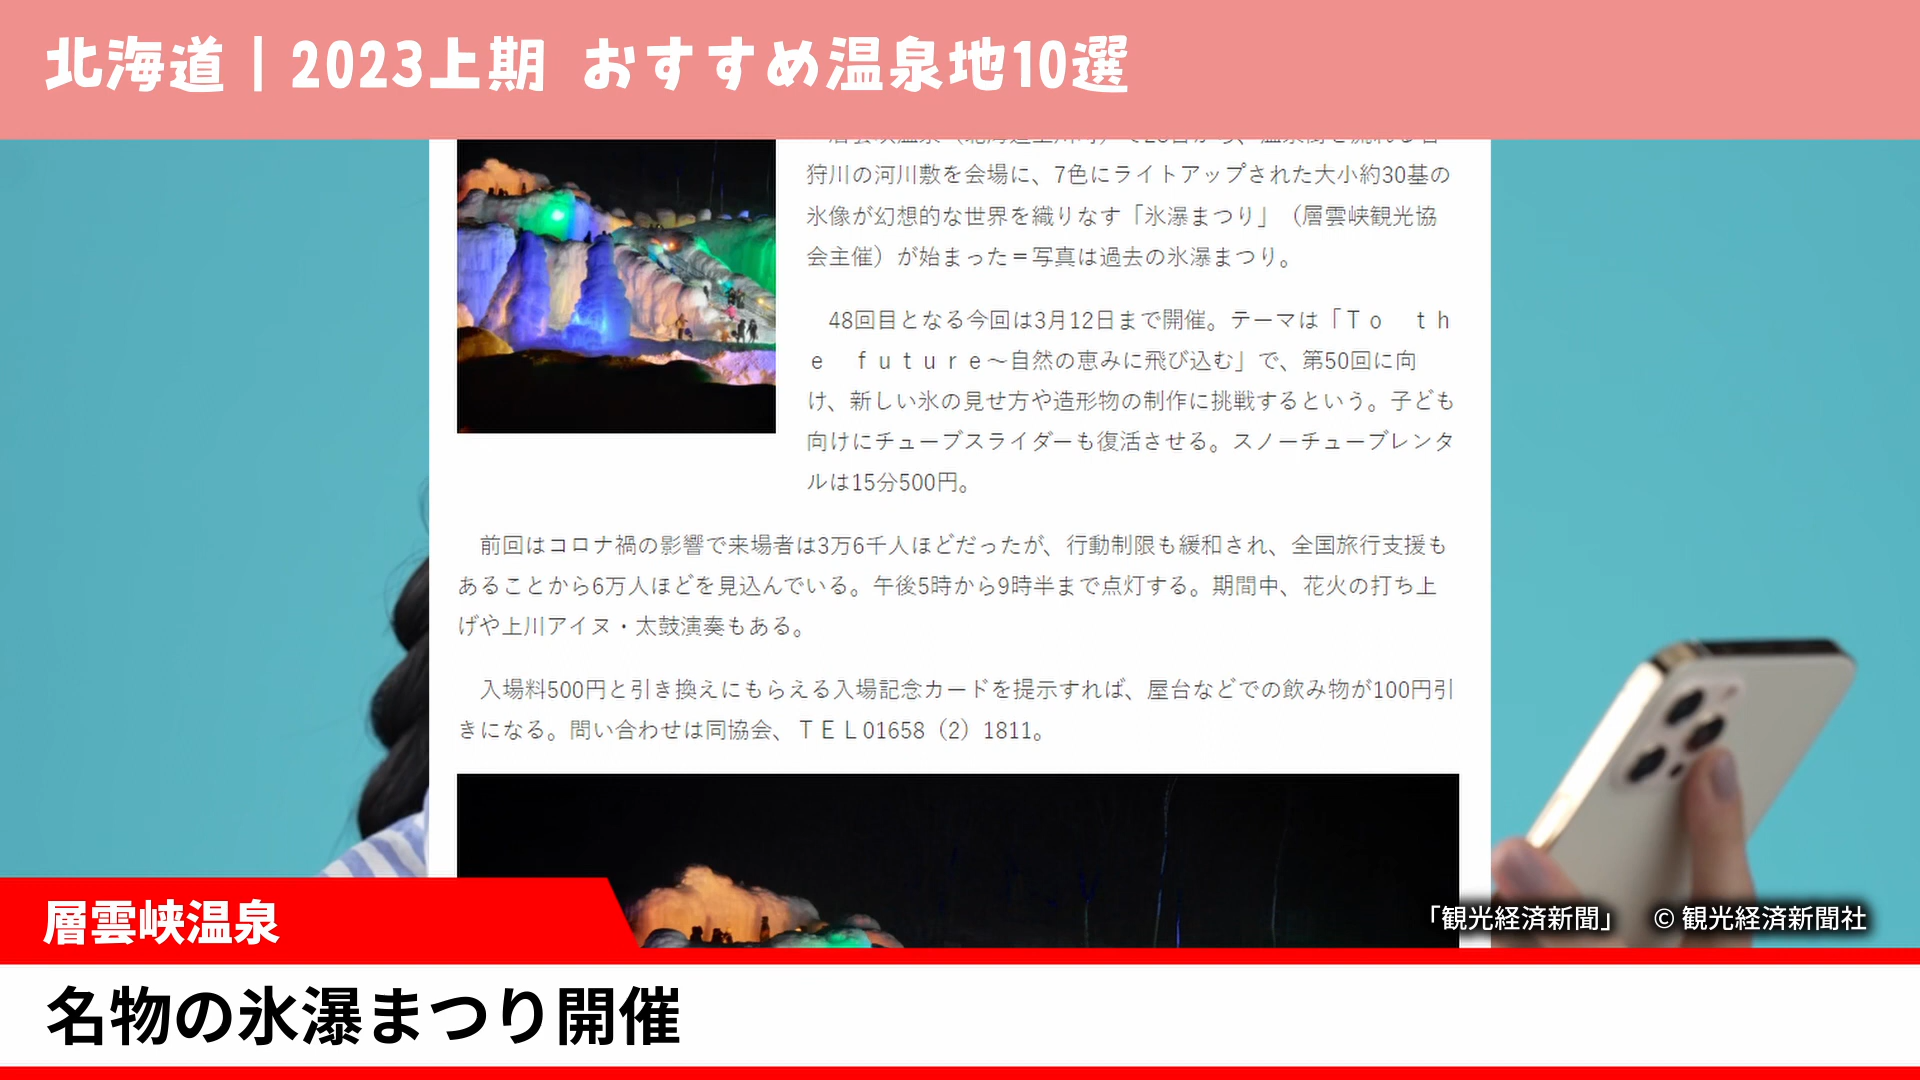 北海道｜2023上期 おすすめ温泉地10選
狩川の河川敷を会場に、7色にライトアップされた大小約30基の
氷像が幻想的な世界を織りなす「氷瀑まつり」（層雲峡観光協
会主催）が始まった＝写真は過去の氷瀑まつり。
48回目となる今回は3月12日まで開催。テーマは「Ｔｏ　ｔｈ
ｅ　ｆｕｔｕｒｅ～自然の恵みに飛び込む」で、第50回に向
け、新しい氷の見せ方や造形物の制作に挑戦するという。子ども
向けにチューブスライダーも復活させる。スノーチューブレンタ
ルは15分500円。
前回はコロナ禍の影響で来場者は3万6千人ほどだったが、行動制限も緩和され、全国旅行支援も
あることから6万人ほどを見込んでいる。午後5時から9時半まで点灯する。期間中、花火の打ち上
げや上川アイヌ・太鼓演奏もある。
入場料500円と引き換えにもらえる入場記念カードを提示すれば、屋台などでの飲み物が100円引
きになる。問い合わせは同協会、ＴＥＬ01658（2）1811。
層雲峡温泉
「観光経済新聞」　© 観光経済新聞社
名物の氷瀑まつり開催